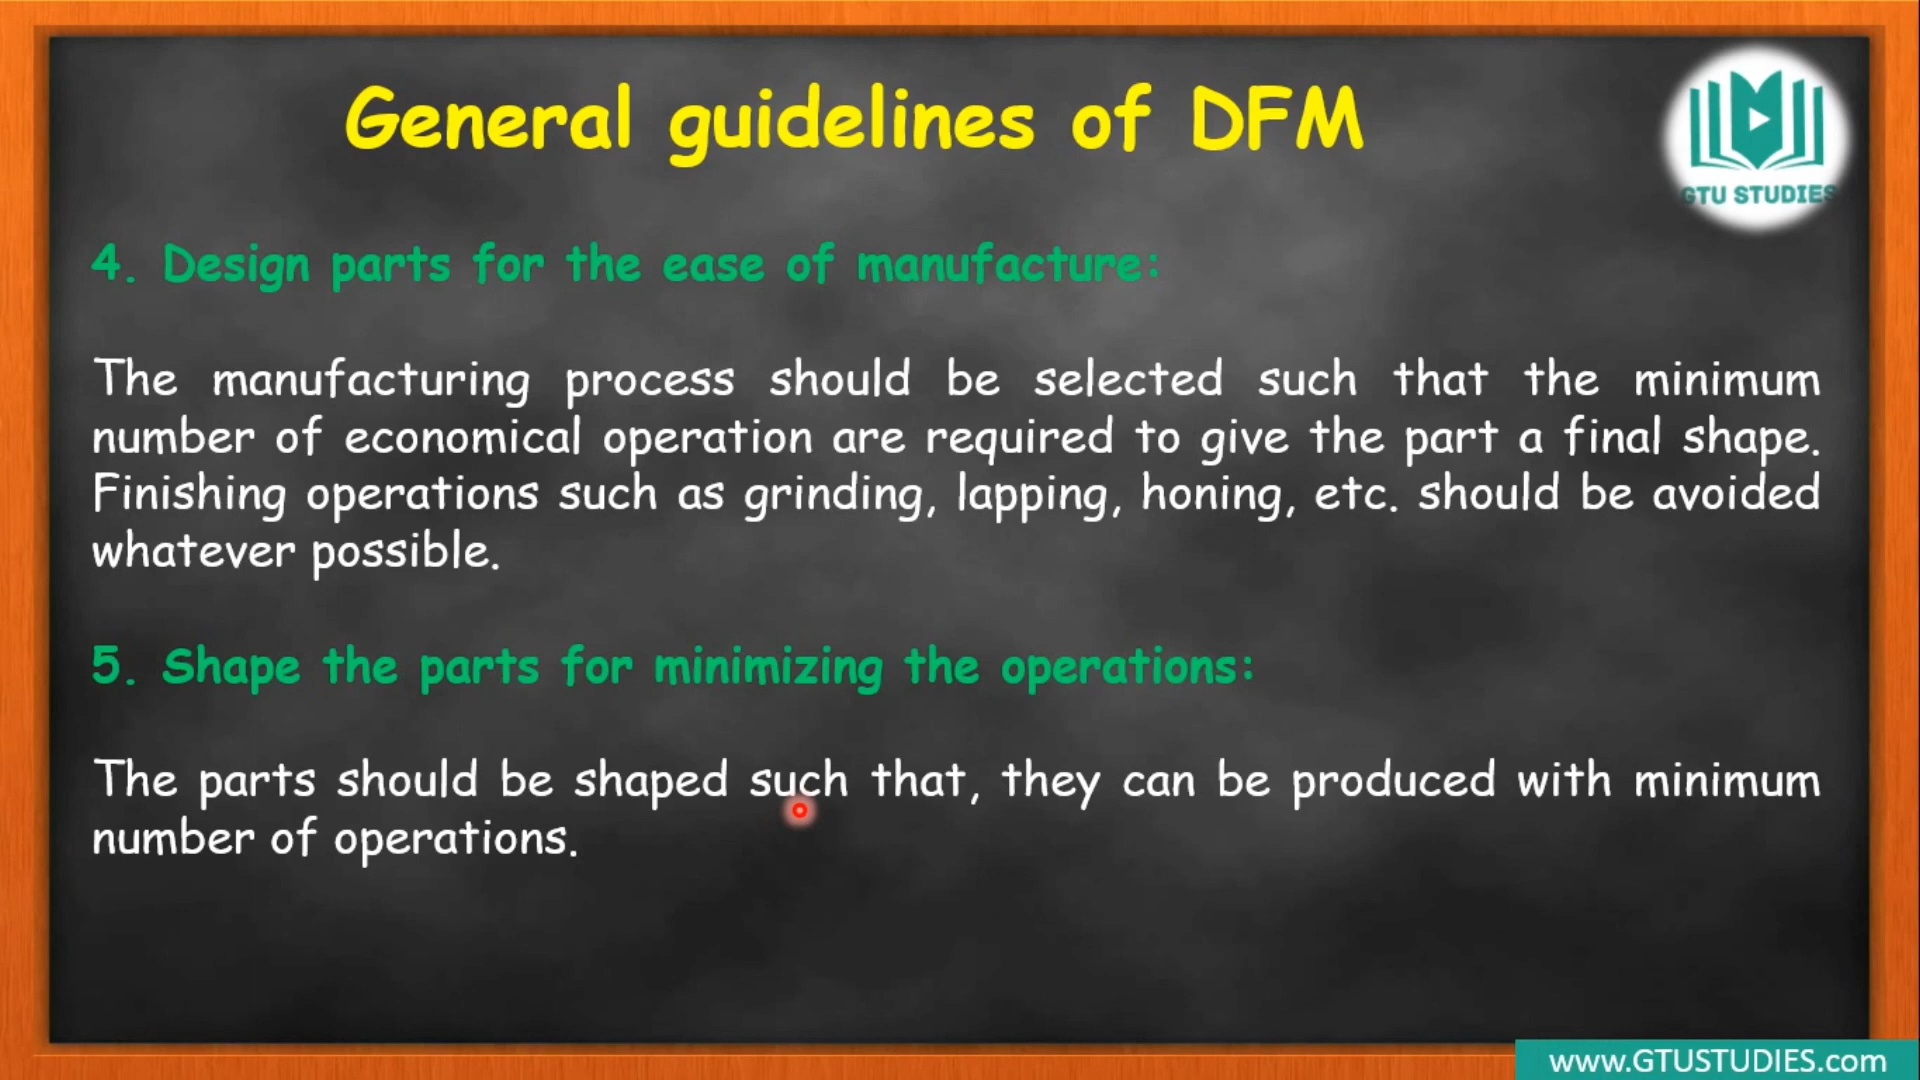 General guidelines of DFM
GTU STUDIES
4. Design parts for the ease of manufacture:
The manufacturing process should be selected such that the minimum
number of economical operation are required to give the part a final shape.
Finishing operations such as grinding, lapping, honing, etc. should be avoided
whatever possible.
5. Shape the parts for minimizing the operations:
The parts should be shaped such that, they can be produced with minimum
number of operations.
www.GTUSTUDIES.com